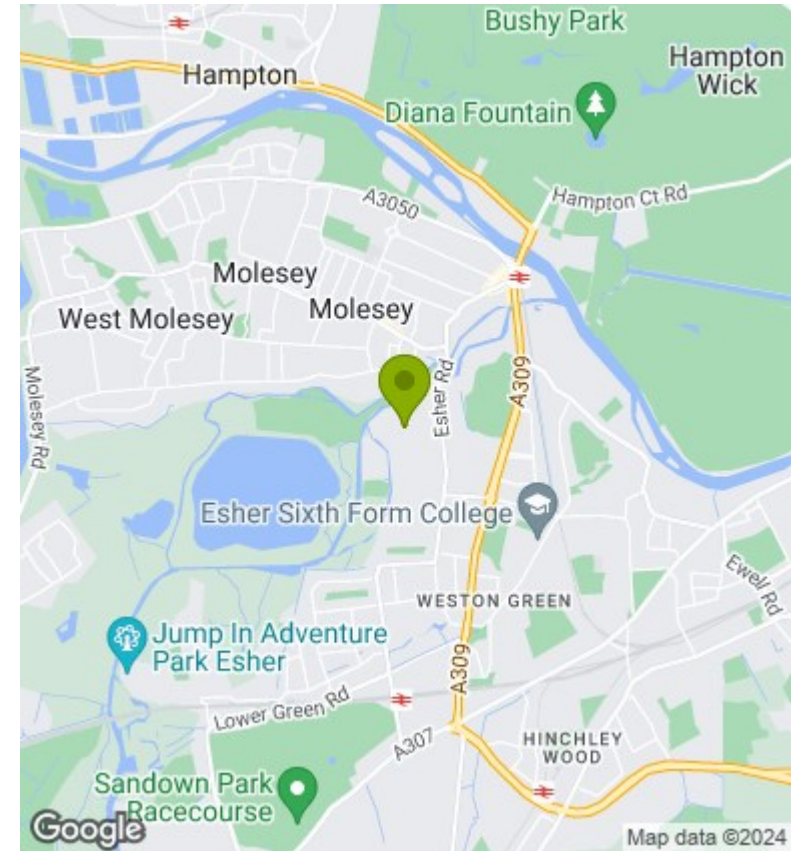 Bushy Park
Hampton
Hampton
Wick
Diana Fountain
Hampton Ct Rd
A3050
Molesey
West Molesey
Molesey
Molesey Rd
Esher Rd
A309
Esher Sixth Form College
Ewell Rd
WESTON GREEN
Jump In Adventure
Park Esher
A309
Lower Green Rd
A307
HINCHLEY
WOOD
Sandown Park
Racecourse
Google
Map data ©2024